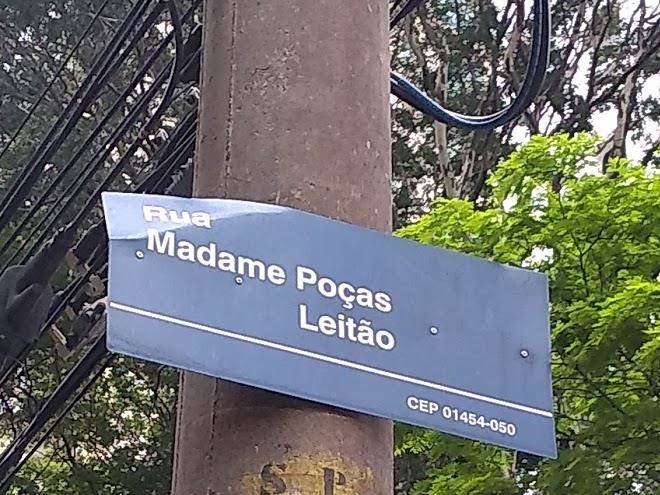 Rua
Madame Poças
Leitão
CEP 01454-050
S P